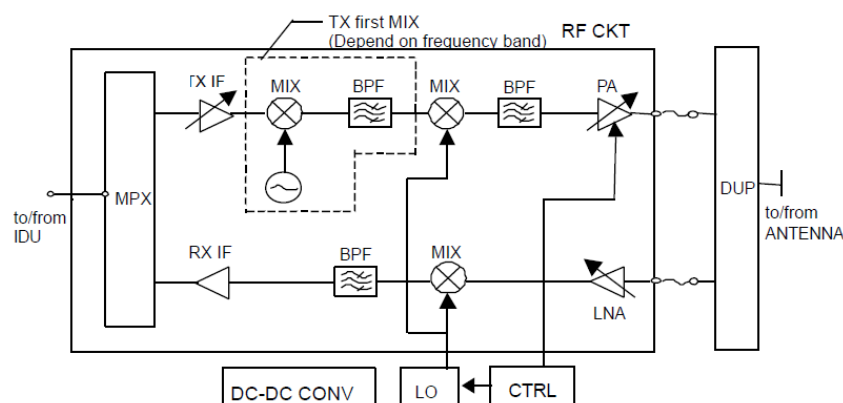 TX first MIX
(Depend on frequency band)
RF CKT
TX IF
MIX
BPF
MIX
BPF
PA
MPX
DUP
to/from
IDU
to/from
ANTENNA
RX IF
BPF
MIX
LNA
DC-DC CONV
LO
CTRL